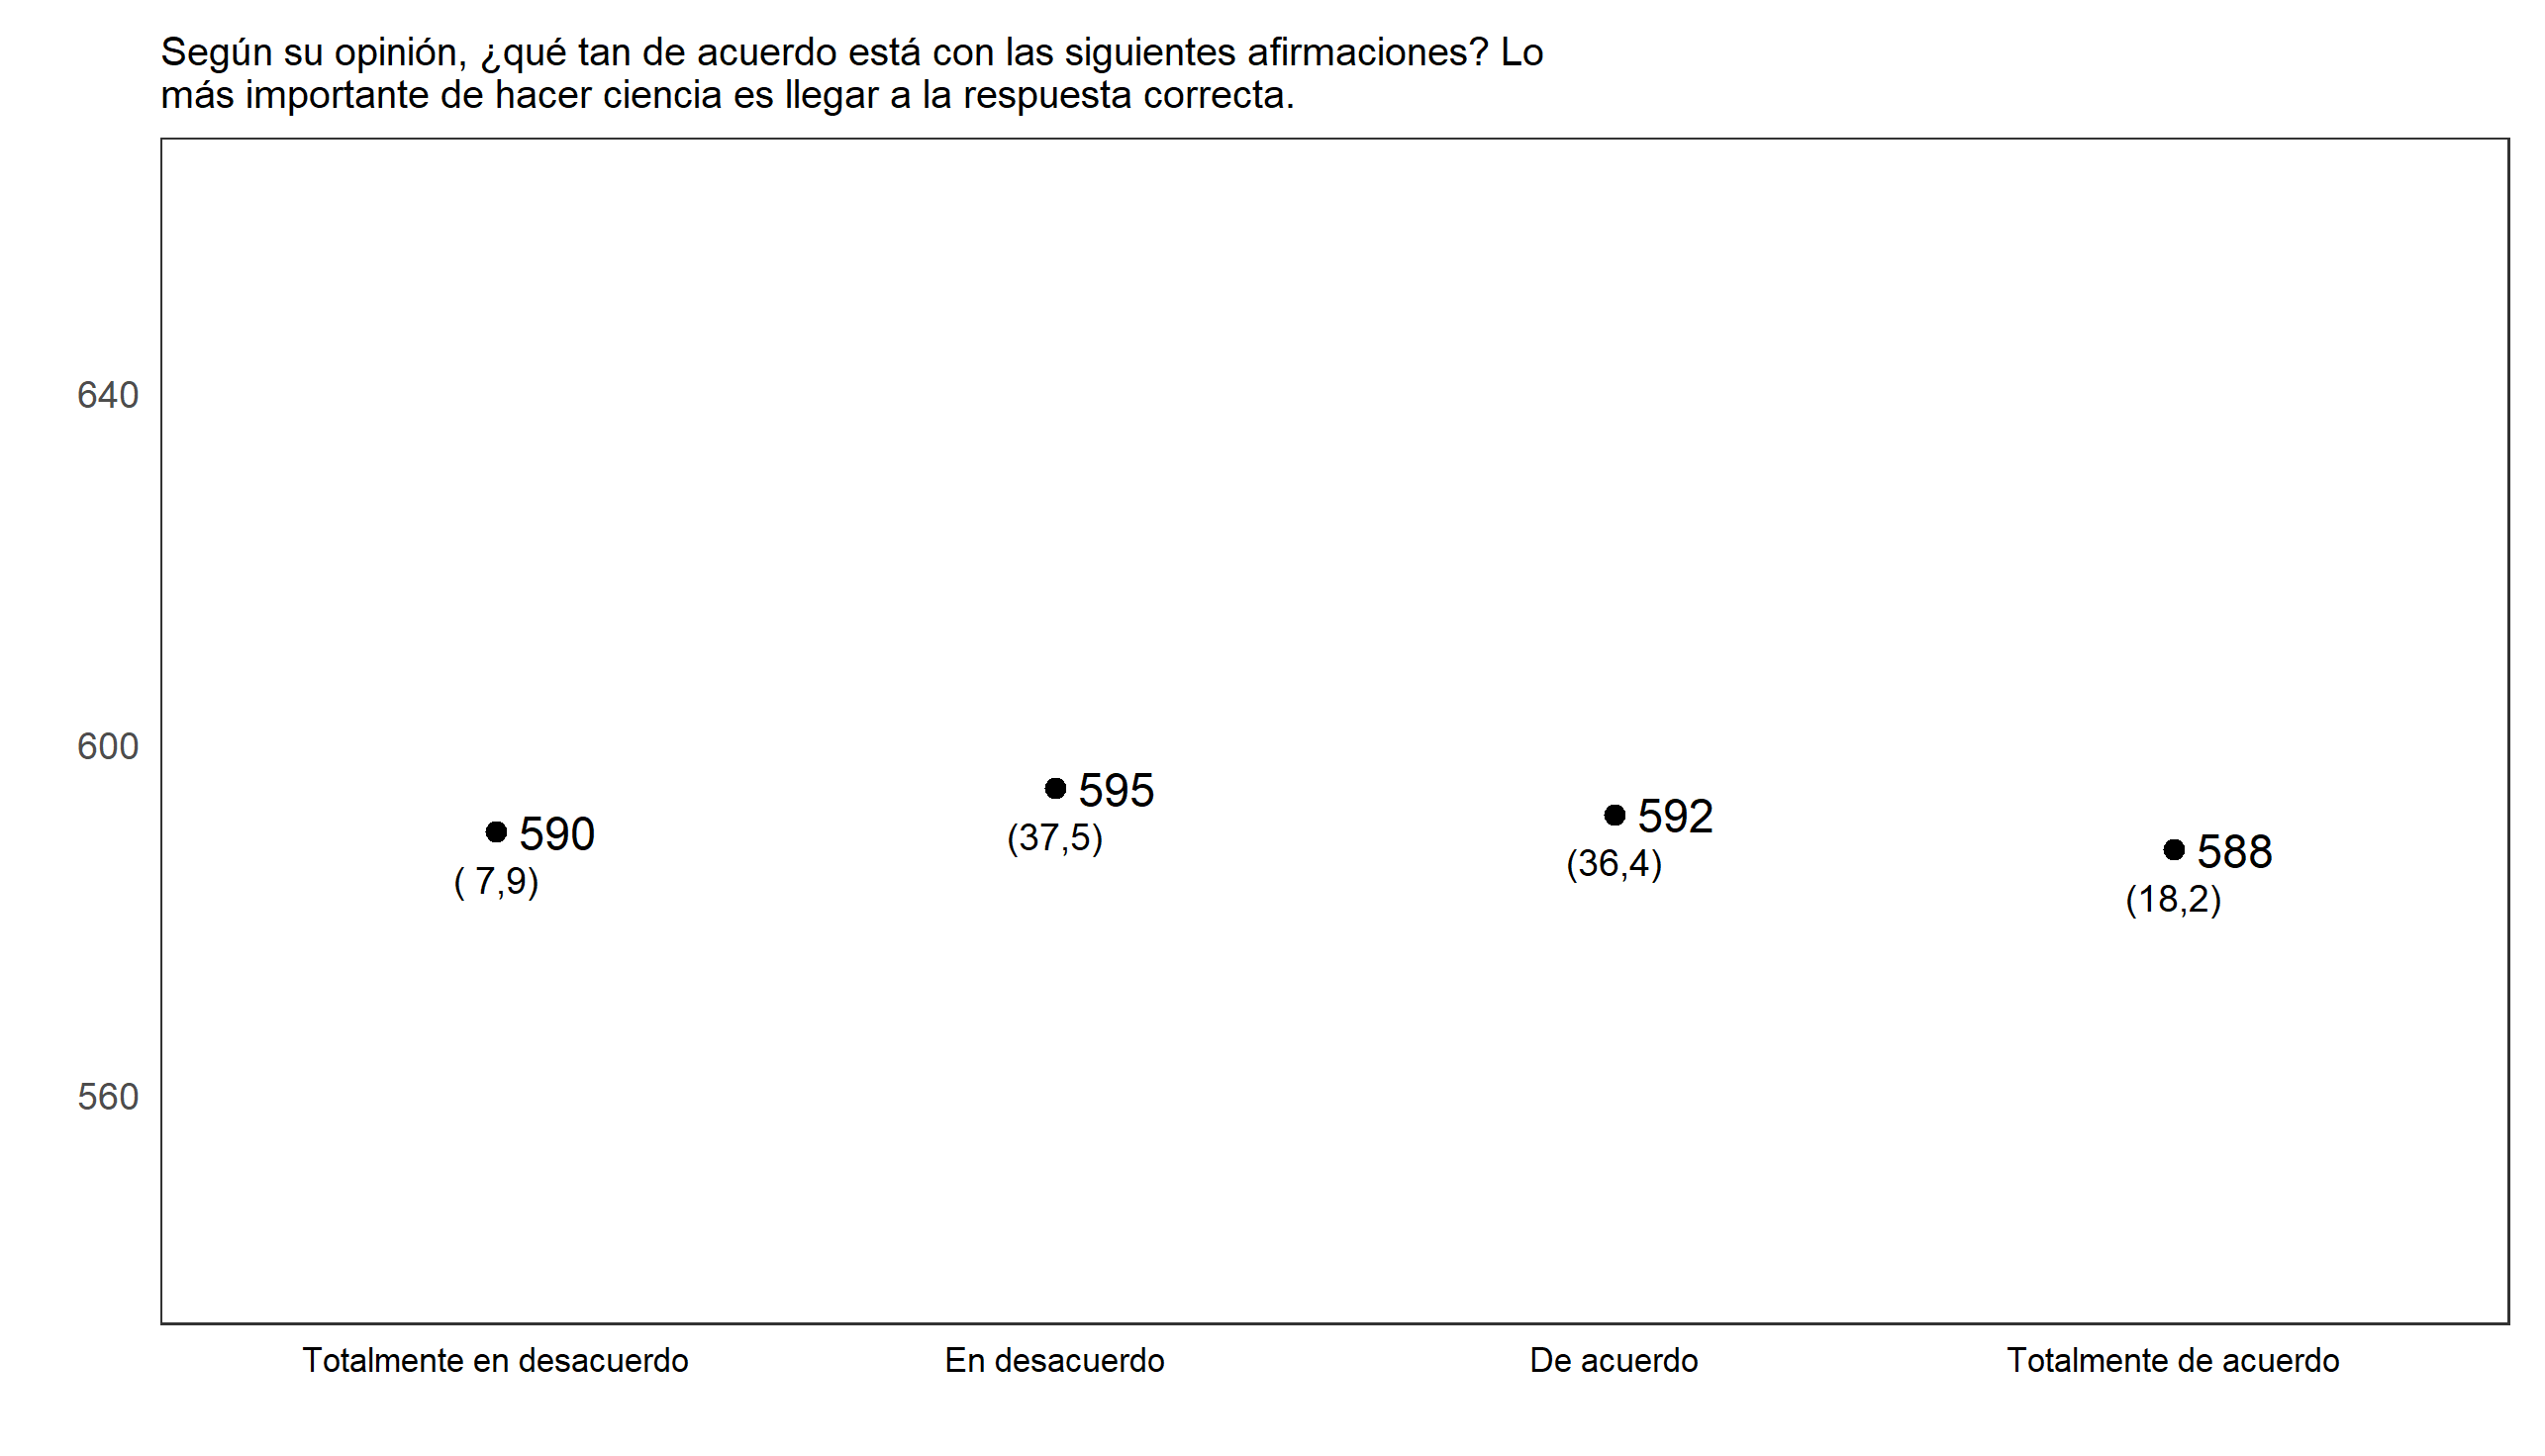 Según su opinión, ¿qué tan de acuerdo está con las siguientes afirmaciones? Lo
más importante de hacer ciencia es llegar a la respuesta correcta.
640
600
560
590
( 7,9)
595
(37,5)
592
(36,4)
588
(18,2)
Totalmente en desacuerdo
En desacuerdo
De acuerdo
Totalmente de acuerdo